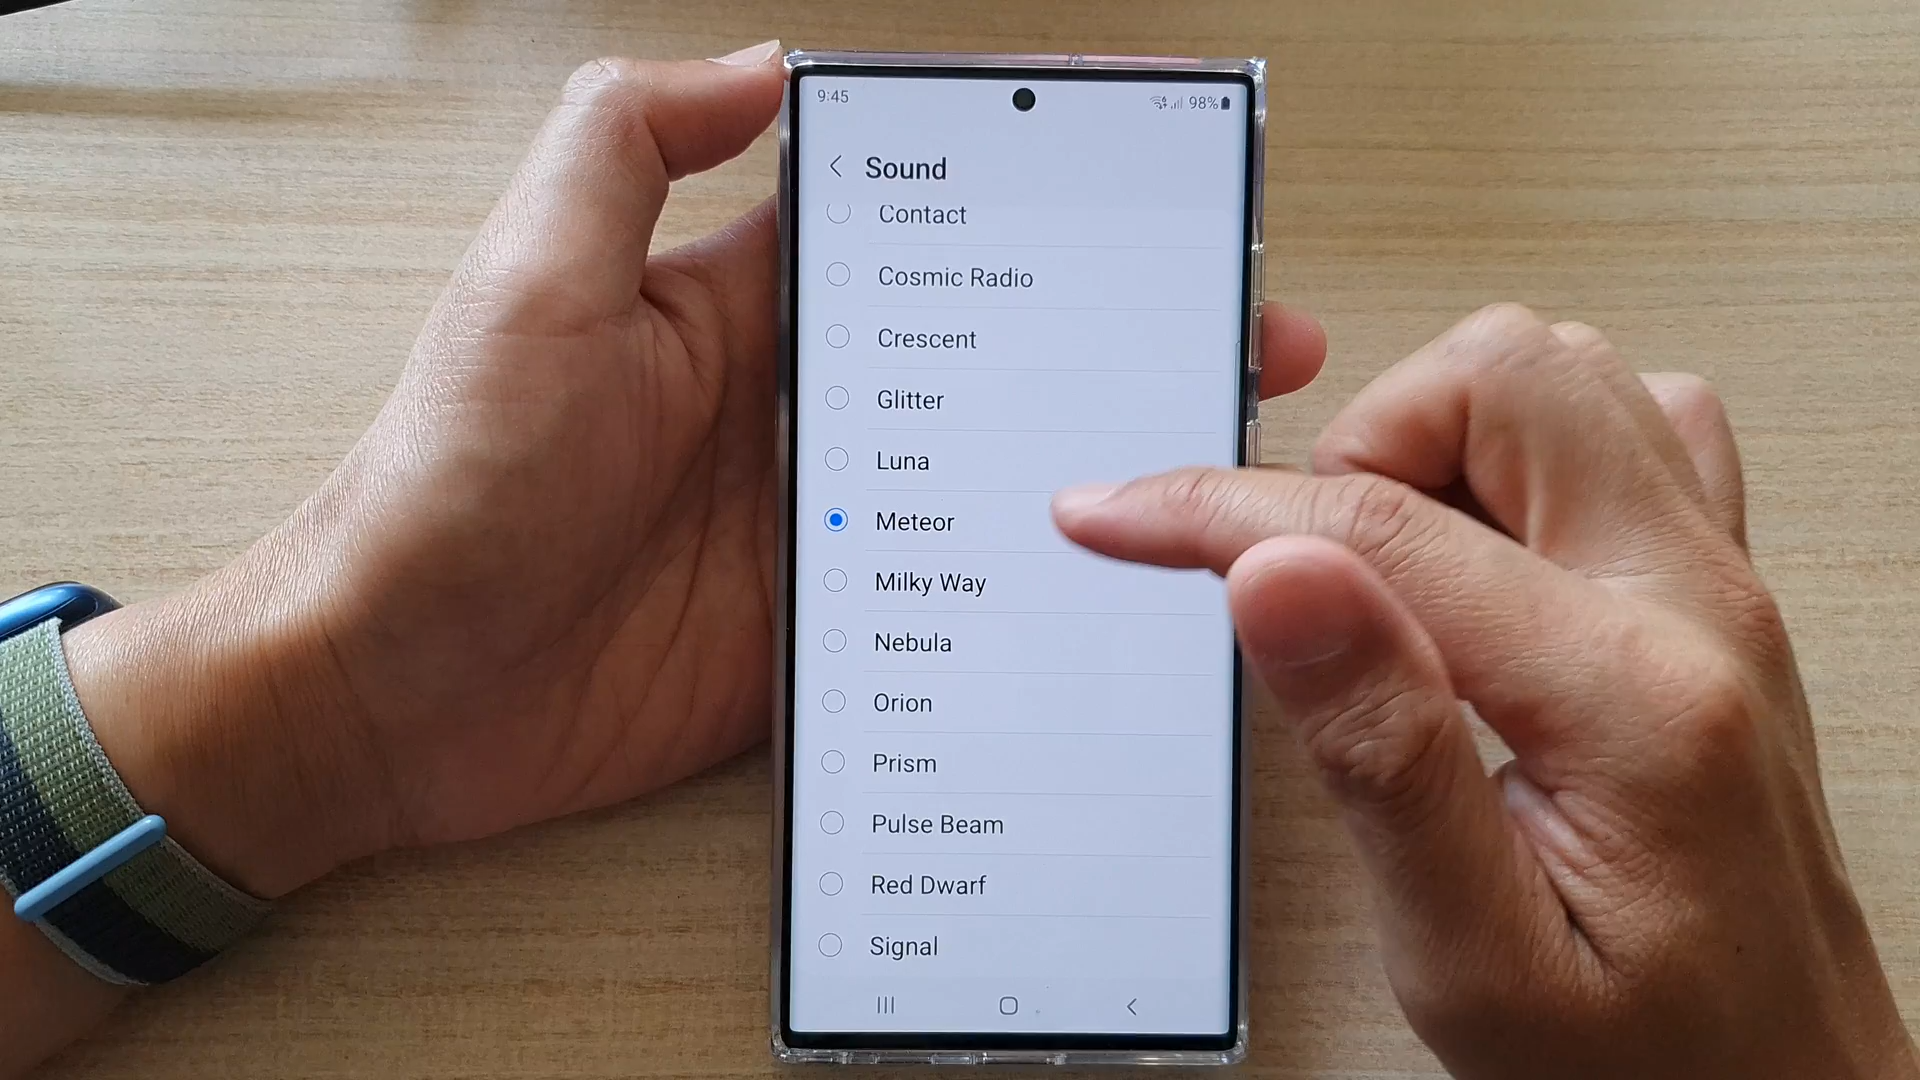 9:45
98%
Sound
Contact
Cosmic Radio
Crescent
Glitter
Luna
Meteor
Milky Way
Nebula
Orion
Prism
Pulse Beam
Red Dwarf
Signal